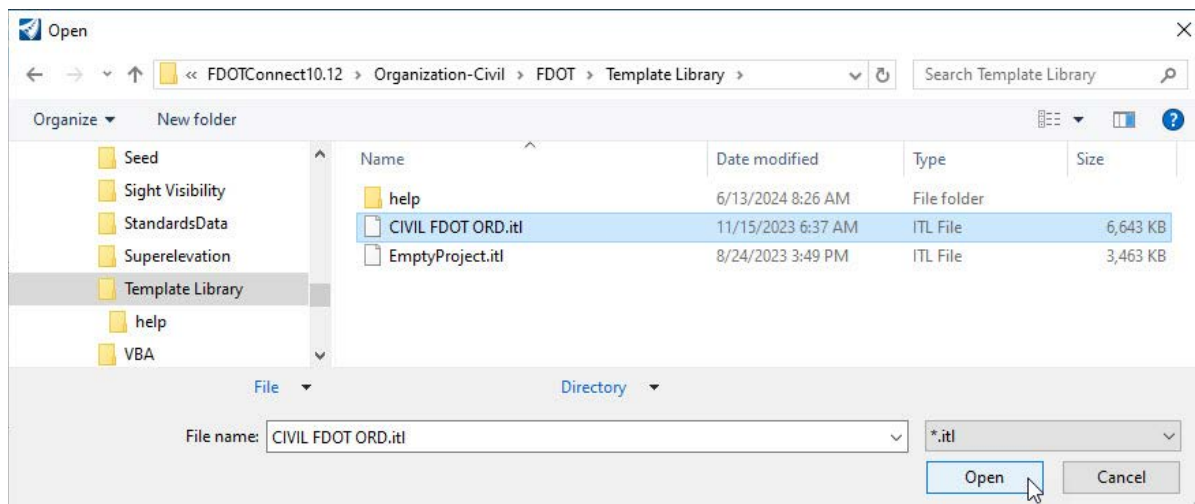 Open
« FDOTConnect10.12 › Organization-Civil › FDOT › Template Library ›
Search Template Library
Organize
New folder
Seed
Sight Visibility
StandardsData
Superelevation
Template Library
help
VBA
Name Date modified Type Size
help 6/13/2024 8:26 AM File folder
CIVIL FDOT ORD.itl 11/15/2023 6:37 AM ITL File 6,643 KB
EmptyProject.itl 8/24/2023 3:49 PM ITL File 3,463 KB
File Directory
File name: CIVIL FDOT ORD.itl *.itl
Open Cancel